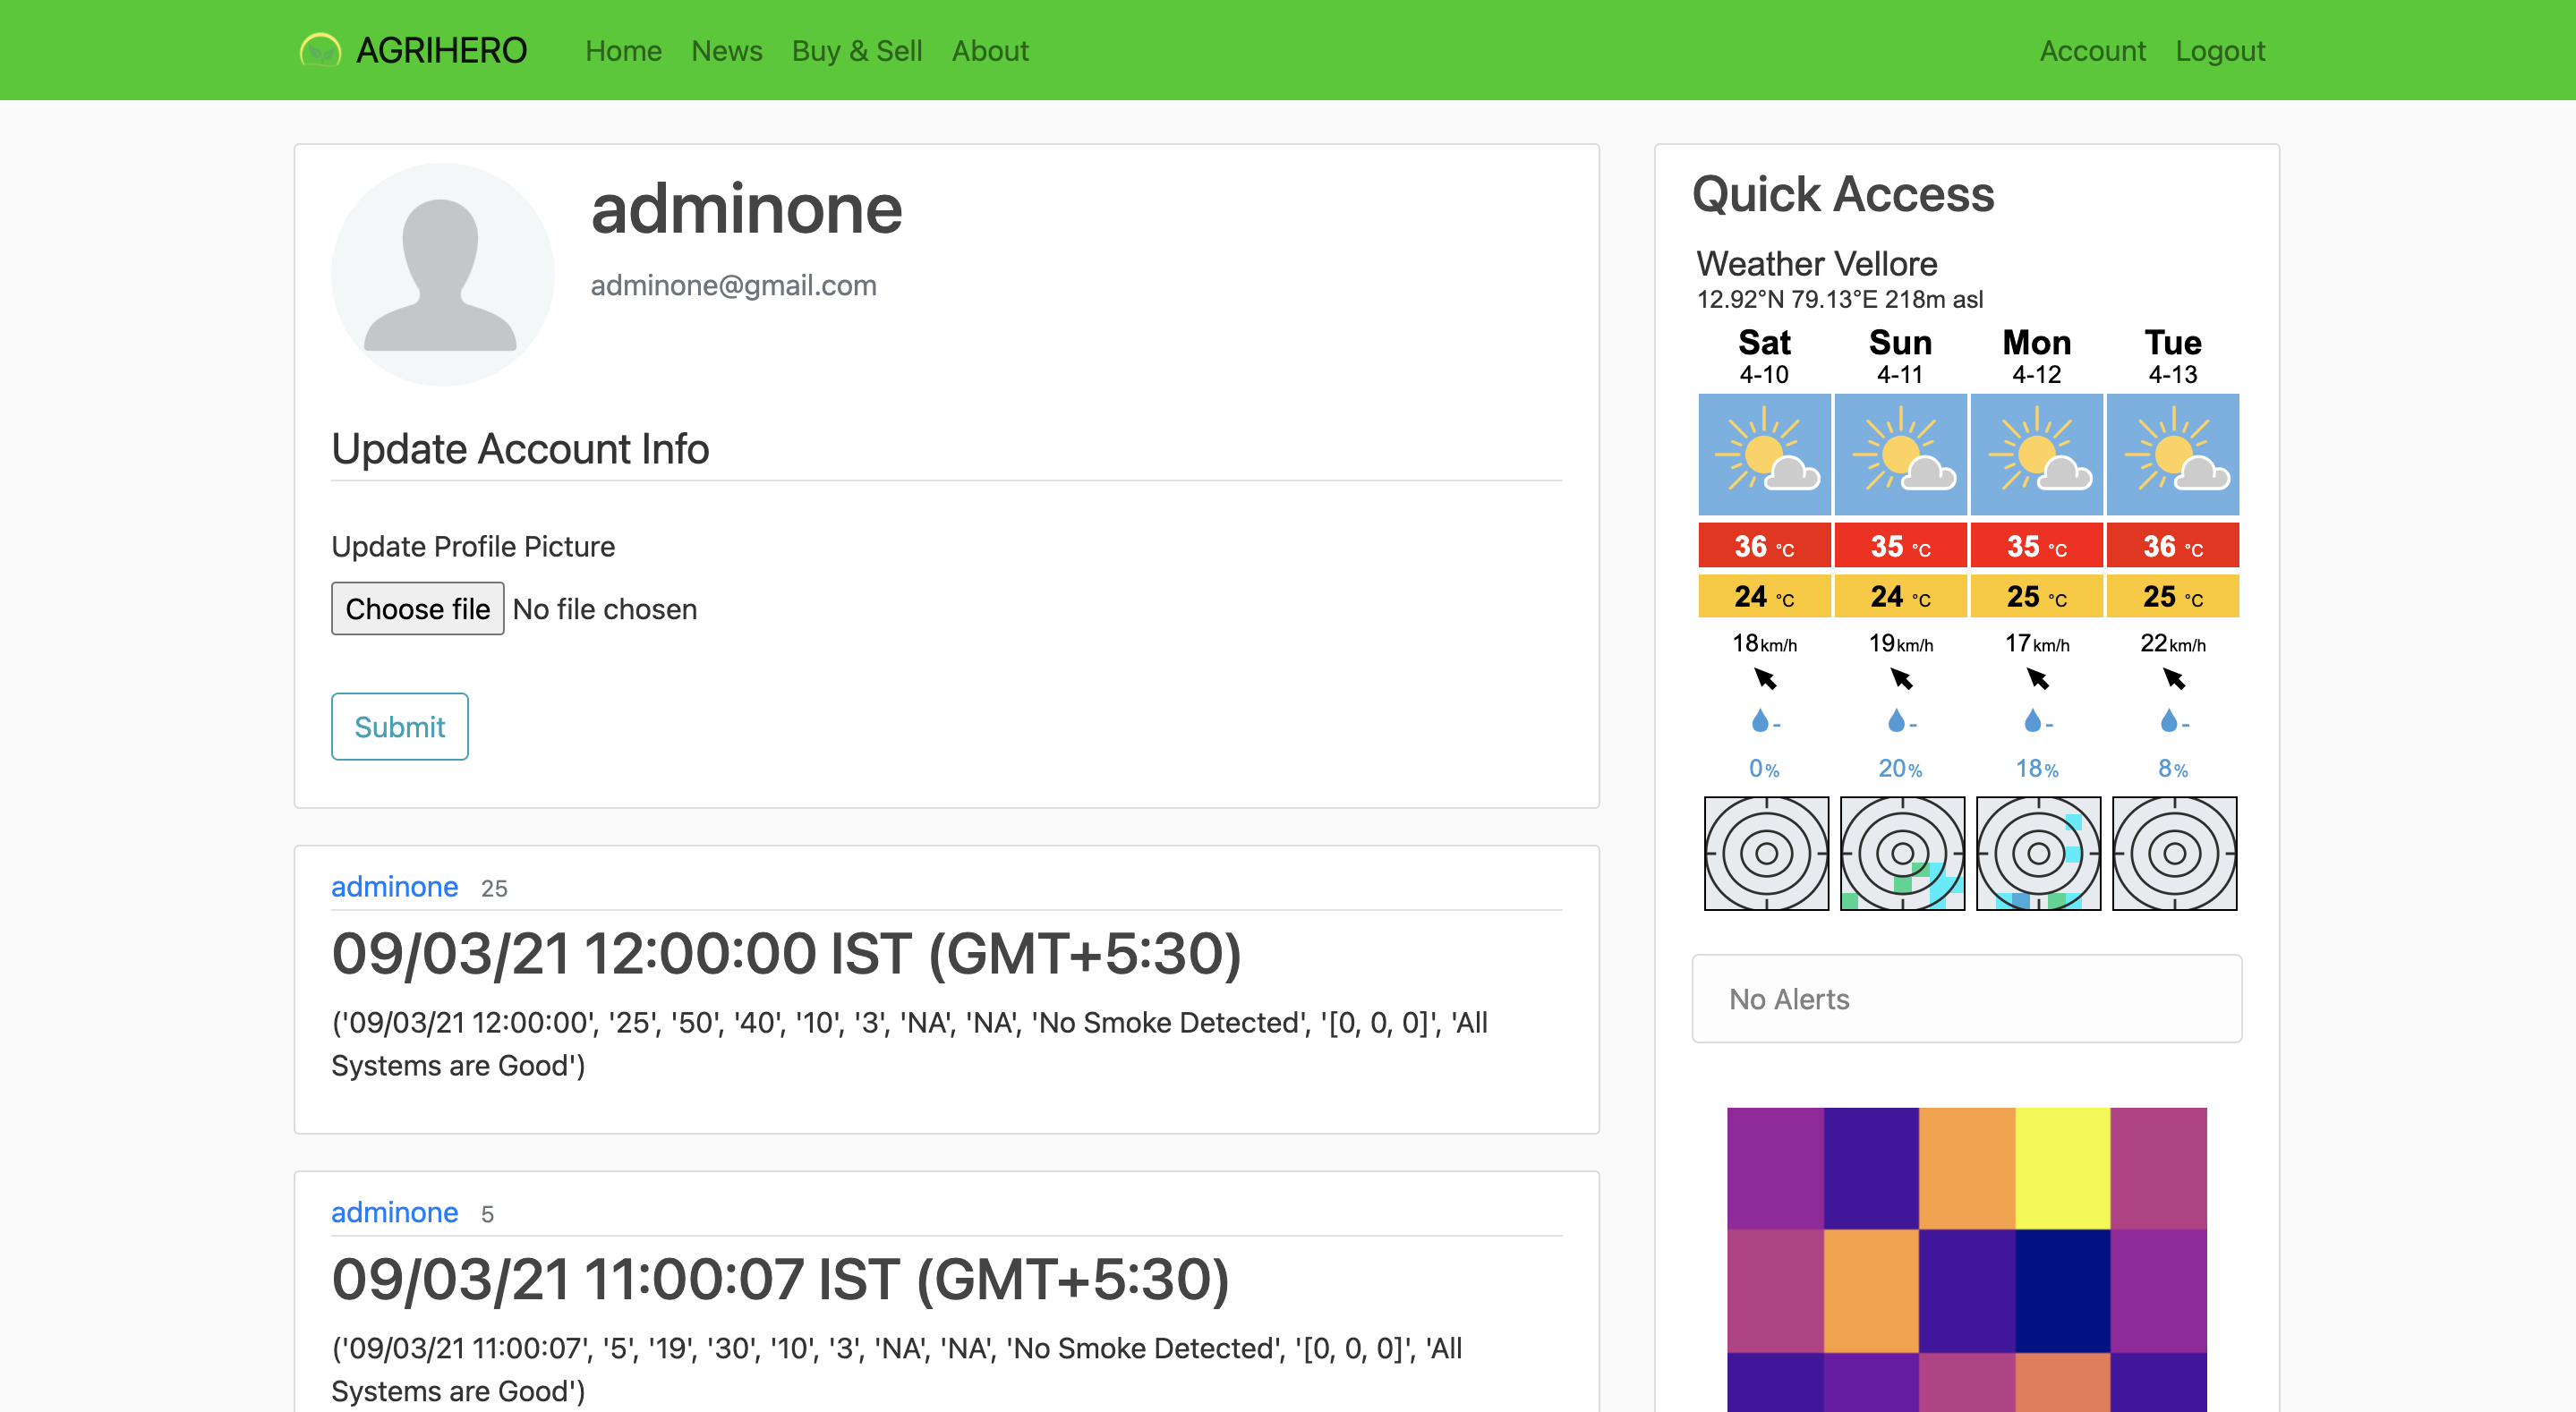 AGRIHERO Home News Buy & Sell About Account Logout
adminone
adminone@gmail.com
Update Account Info
Update Profile Picture
Choose file No file chosen
Submit
adminone 25
09/03/21 12:00:00 IST (GMT+5:30)
('09/03/21 12:00:00', '25', '50', '40', '10', '3', 'NA', 'NA', 'No Smoke Detected', '[0, 0, 0]', 'All
Systems are Good')
adminone 5
09/03/21 11:00:07 IST (GMT+5:30)
('09/03/21 11:00:07', '5', '19', '30', '10', '3', 'NA', 'NA', 'No Smoke Detected', '[0, 0, 0]', 'All
Systems are Good')
Quick Access
Weather Vellore
12.92°N 79.13°E 218m asl
Sat Sun Mon Tue
4-10 4-11 4-12 4-13
36 °C 35 °C 35 °C 36 °C
24 °C 24 °C 25 °C 25 °C
18 km/h 19 km/h 17 km/h 22 km/h
- - - -
0% 20% 18% 8%
No Alerts